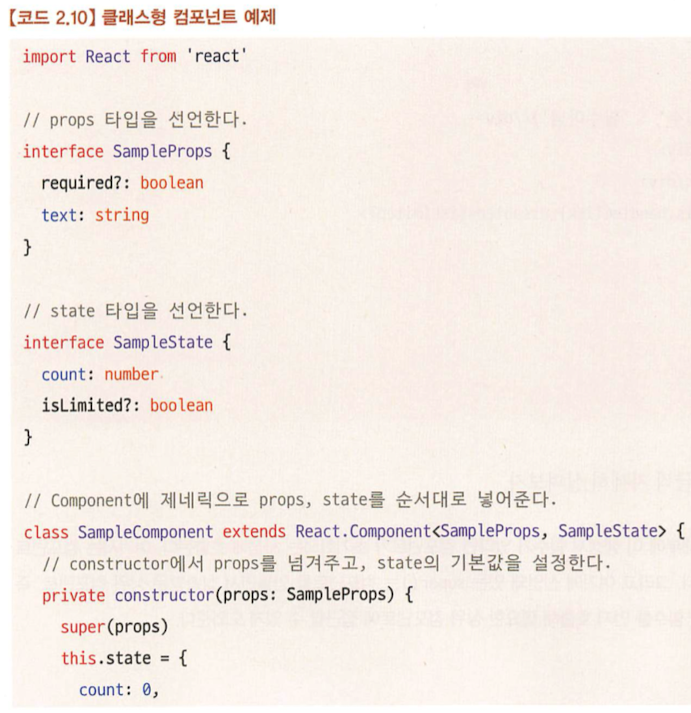 【코드 2.10】 클래스형 컴포넌트 예제
import React from 'react'
// props 타입을 선언한다.
interface SampleProps {
required?: boolean
text: string
}
// state 타입을 선언한다.
interface SampleState {
count: number
isLimited?: boolean
}
// Component에 제네릭으로 props, state를 순서대로 넣어준다.
class SampleComponent extends React.Component<SampleProps, SampleState> {
// constructor에서 props를 넘겨주고, state의 기본값을 설정한다.
private constructor(props: SampleProps) {
super(props)
this.state = {
count: 0,